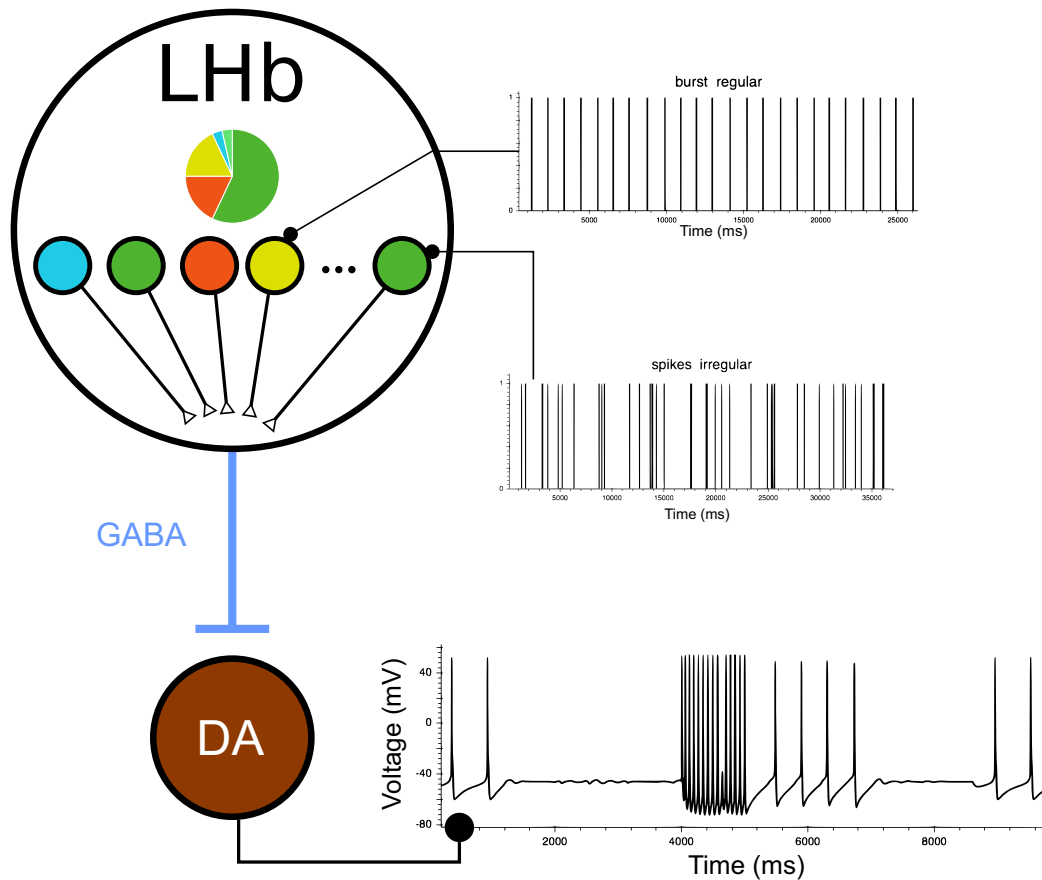 LHb
burst regular
1
0
5000 10000 15000 20000 25000
Time (ms)
spikes irregular
1
0
5000 10000 15000 20000 25000 30000 35000
Time (ms)
GABA
DA
Voltage (mV)
40
0
-40
-80
2000 4000 6000 8000
Time (ms)